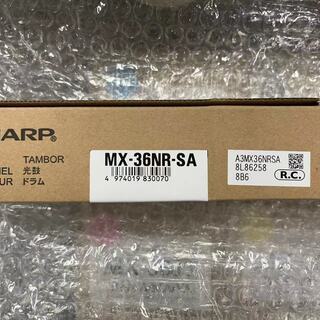 ARP®
TAMBOR
EL 光鼓
UR ドラム
MX-36NR-SA
4 974019 830070
A3MX36NRSA
8L86258
8B6
R.C.